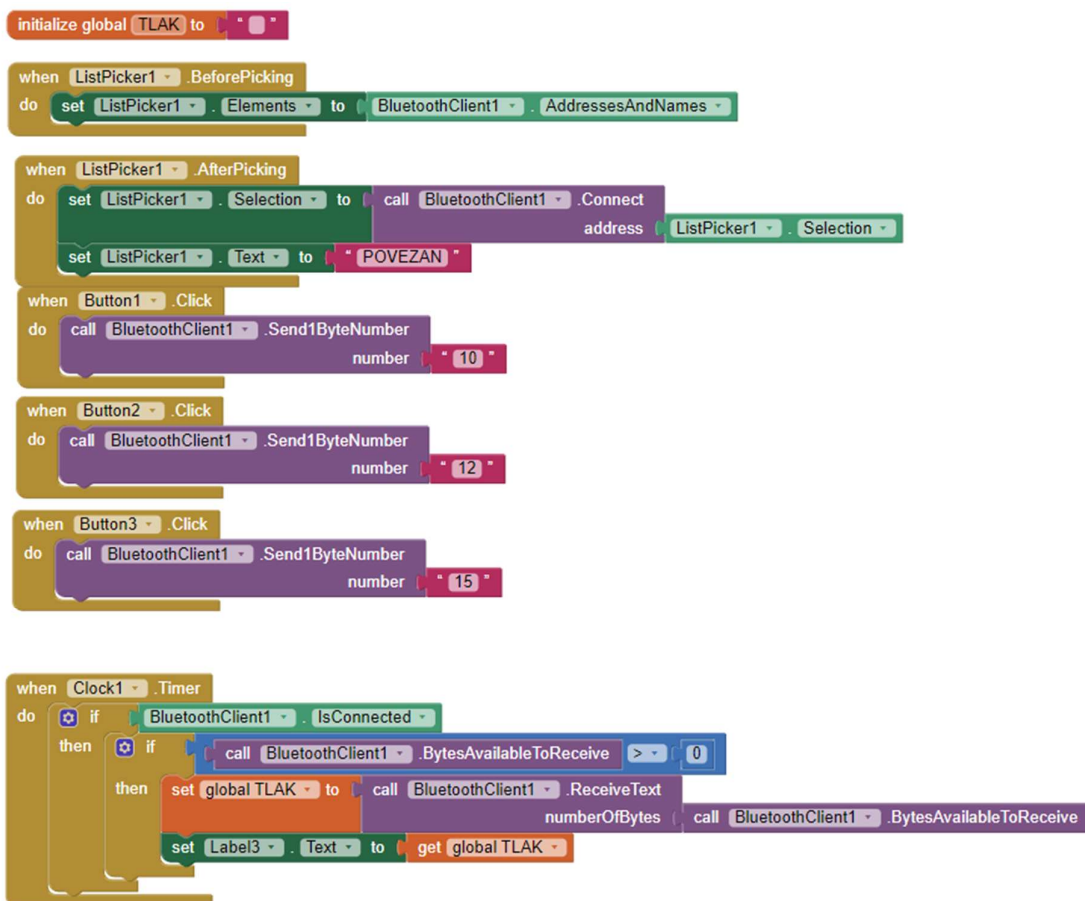 initialize global TLAK to " "
when ListPicker1 .BeforePicking
do set ListPicker1 . Elements to BluetoothClient1 . AddressesAndNames
when ListPicker1 .AfterPicking
do set ListPicker1 . Selection to call BluetoothClient1 .Connect
address ListPicker1 . Selection
set ListPicker1 . Text to " POVEZAN "
when Button1 .Click
do call BluetoothClient1 .Send1ByteNumber
number " 10 "
when Button2 .Click
do call BluetoothClient1 .Send1ByteNumber
number " 12 "
when Button3 .Click
do call BluetoothClient1 .Send1ByteNumber
number " 15 "
when Clock1 .Timer
do if BluetoothClient1 . IsConnected
then if call BluetoothClient1 .BytesAvailableToReceive > 0
then set global TLAK to call BluetoothClient1 .ReceiveText
numberOfBytes call BluetoothClient1 .BytesAvailableToReceive
set Label3 . Text to get global TLAK